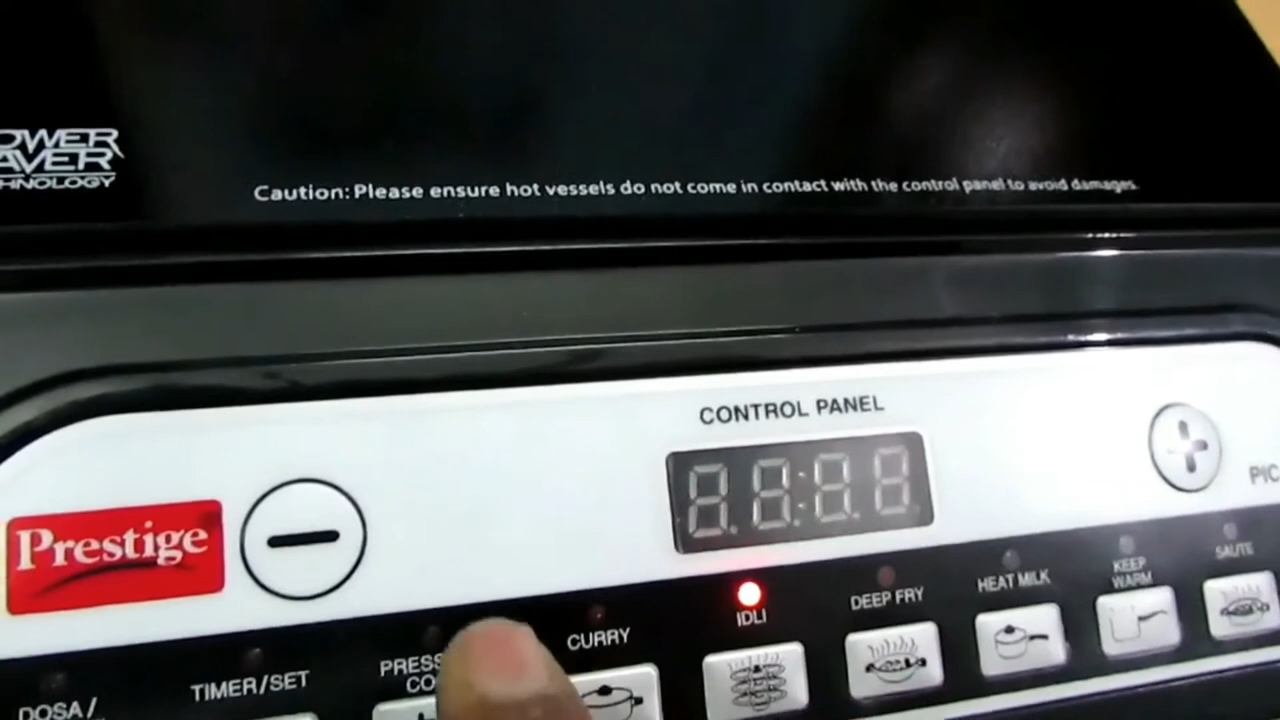 OWER
AVER
HNOLOGY
Caution: Please ensure hot vessels do not come in contact with the control panel to avoid damages.
CONTROL PANEL
PIC
Prestige
DOSA/
TIMER/SET
PRESS
CO
CURRY
IDLI
DEEP FRY
HEAT MILK
KEEP
WARM
SAUTE